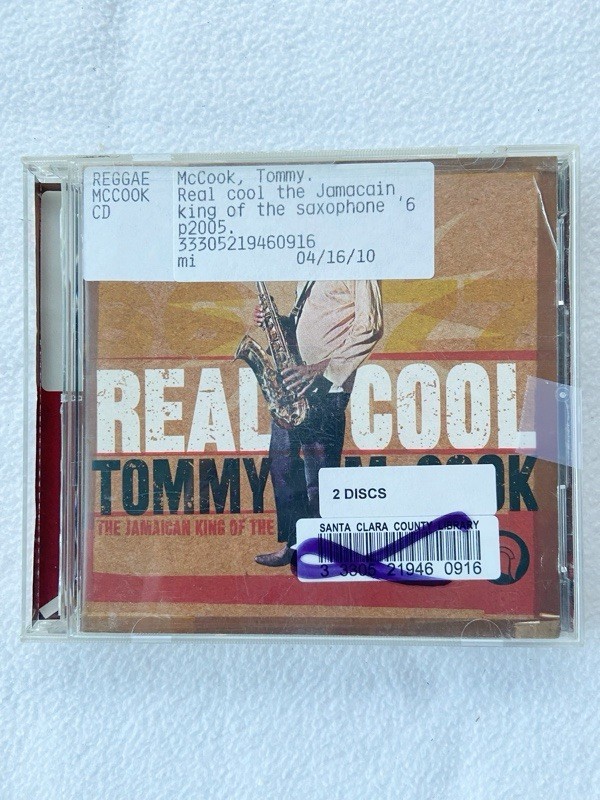 REGGAE McCook, Tommy.
MCCOOK Real cool the Jamacain
CD king of the saxophone '6
p2005.
33305219460916
mi 04/16/10
REAL COOL
TOMMY COOK
2 DISCS
THE JAMAICAN KING OF THE
SANTA CLARA COUNTY LIBRARY
3 3305 21946 0916